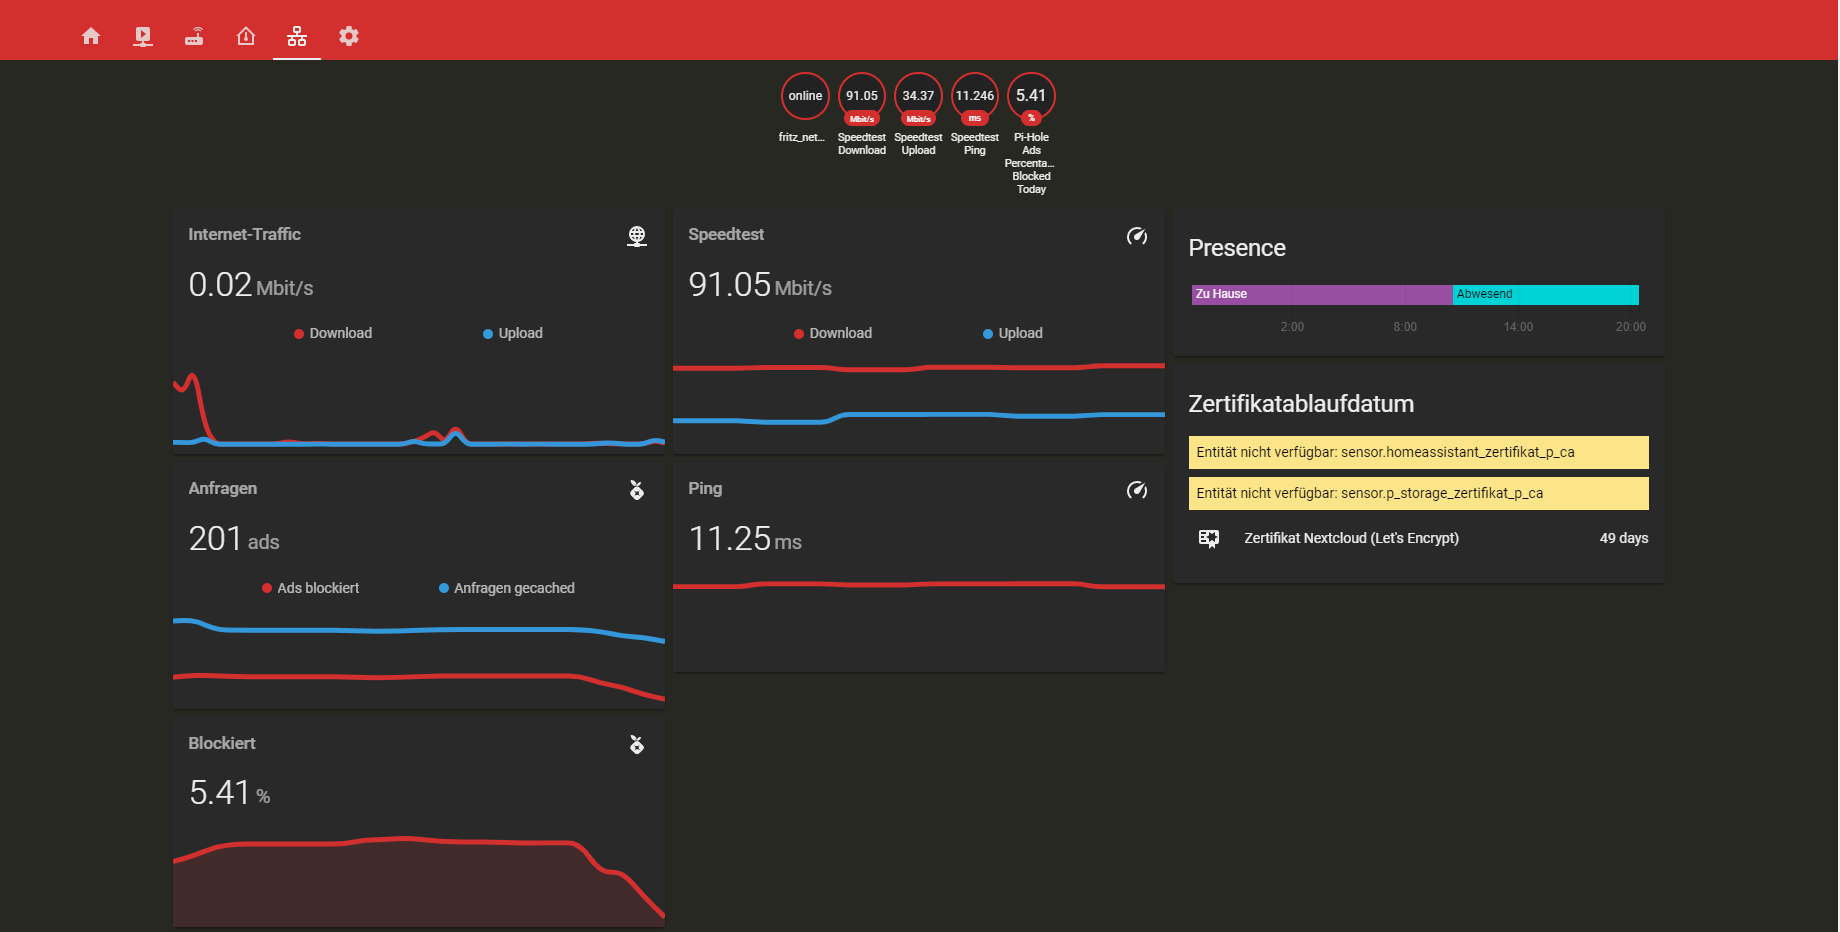 online
91.05
34.37
11.246
5.41
Mbit/s
Mbit/s
ms
%
fritz_net...
Speedtest
Download
Speedtest
Upload
Speedtest
Ping
Pi-Hole
Ads
Percenta...
Blocked
Today
Internet-Traffic
0.02 Mbit/s
Download
Upload
Speedtest
91.05 Mbit/s
Download
Upload
Presence
Zu Hause
Abwesend
2:00
8:00
14:00
20:00
Zertifikatablaufdatum
Entität nicht verfügbar: sensor.homeassistant_zertifikat_p_ca
Entität nicht verfügbar: sensor.p_storage_zertifikat_p_ca
Zertifikat Nextcloud (Let's Encrypt)
49 days
Anfragen
201 ads
Ads blockiert
Anfragen gecached
Ping
11.25 ms
Blockiert
5.41 %